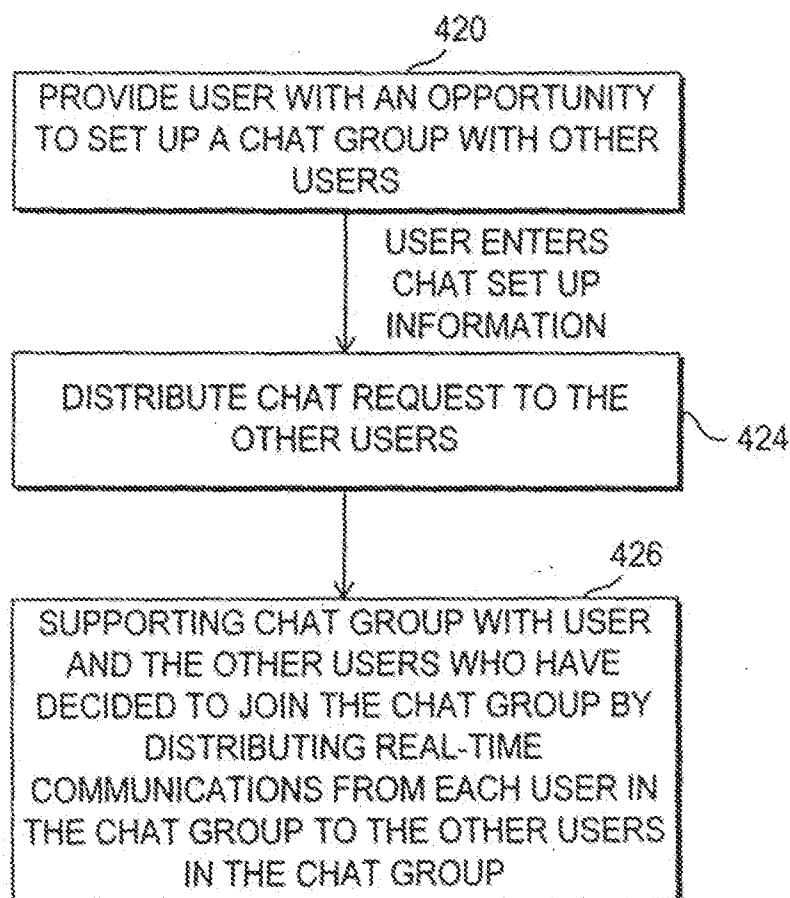 420
PROVIDE USER WITH AN OPPORTUNITY
TO SET UP A CHAT GROUP WITH OTHER
USERS
USER ENTERS
CHAT SET UP
INFORMATION
DISTRIBUTE CHAT REQUEST TO THE
OTHER USERS
424
426
SUPPORTING CHAT GROUP WITH USER
AND THE OTHER USERS WHO HAVE
DECIDED TO JOIN THE CHAT GROUP BY
DISTRIBUTING REAL-TIME
COMMUNICATIONS FROM EACH USER IN
THE CHAT GROUP TO THE OTHER USERS
IN THE CHAT GROUP